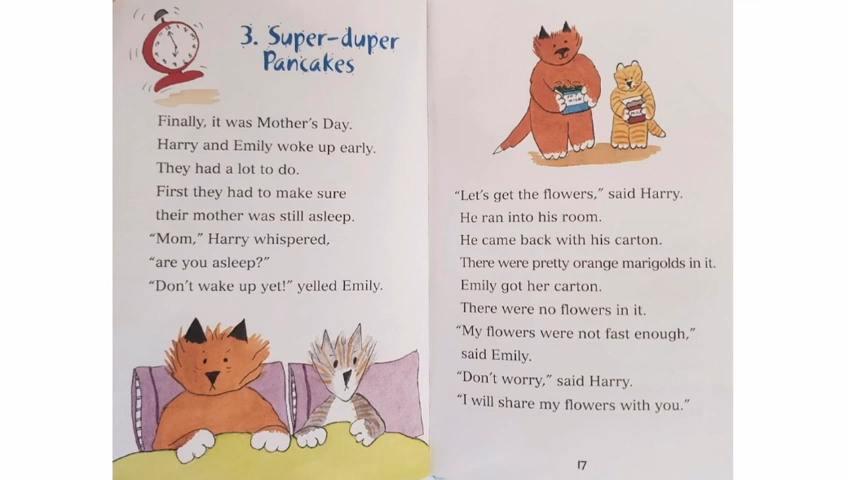 3. Super-duper
Pancakes
Finally, it was Mother's Day.
Harry and Emily woke up early.
They had a lot to do.
First they had to make sure
their mother was still asleep.
"Mom," Harry whispered,
"are you asleep?"
"Don't wake up yet!" yelled Emily.
"Let's get the flowers," said Harry.
He ran into his room.
He came back with his carton.
There were pretty orange marigolds in it.
Emily got her carton.
There were no flowers in it.
"My flowers were not fast enough,"
said Emily.
"Don't worry," said Harry.
"I will share my flowers with you."
17